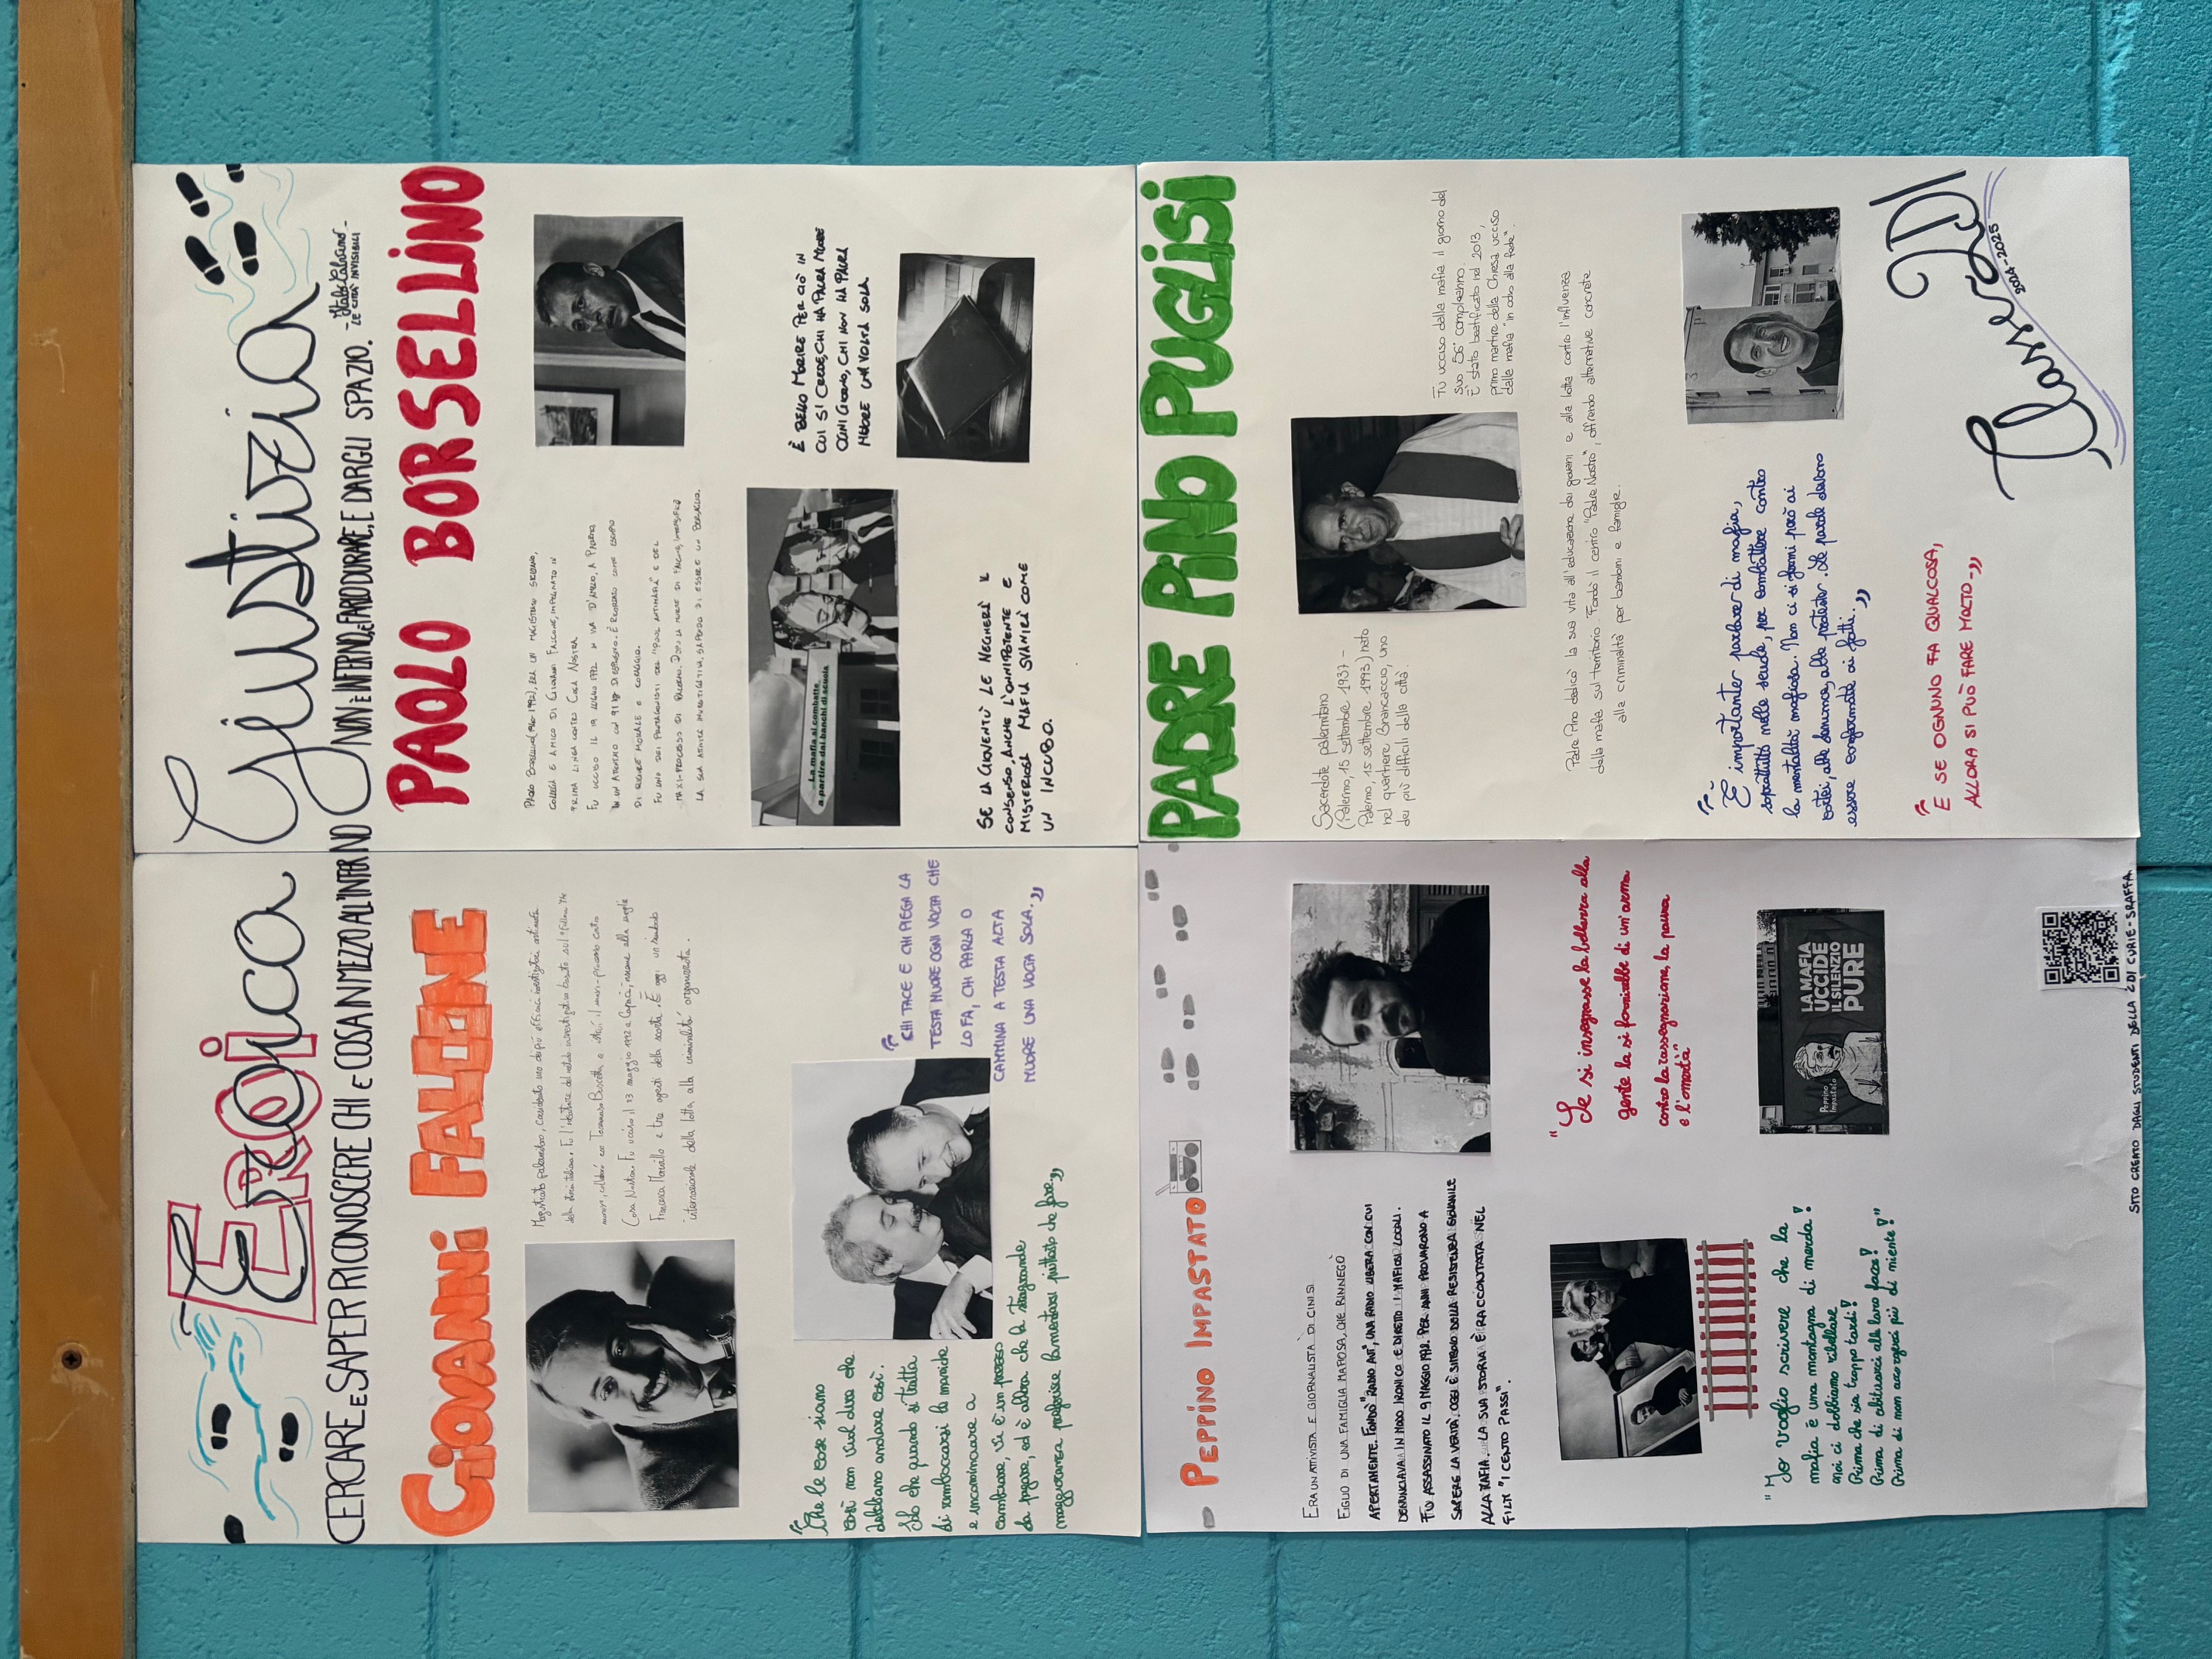 Eroica Giustizia
CERCARE E SAPER RICONOSCERE CHI E COSA IN MEZZO ALL'INFERNO NON È INFERNO, E FARLO DURARE, E DARGLI SPAZIO.
-Italo Calvino-
LE CITTÀ INVISIBILI
GIOVANNI FALCONE
Magistrato palermitano, considerato uno dei più efficaci investigatori antimafia
della storia italiana. Fu l'ideatore del metodo investigativo basato sul "Follow the
money", collaborò con Tommaso Buscetta e istruì il maxi-processo contro
Cosa Nostra. Fu ucciso il 23 maggio 1992 a Capaci, insieme alla moglie
Francesca Morvillo e tre agenti della scorta. È oggi un simbolo
internazionale della lotta alla criminalità organizzata.
"Che le cose siano
così non vuol dire che
debbano andare così.
Solo che quando si tratta
di rimboccarsi le maniche
e incominciare a
cambiare, vi è un prezzo
da pagare, ed è allora che la stragrande
maggioranza preferisce lamentarsi piuttosto che fare."
"CHI TACE E CHI PIEGA LA
TESTA MUORE OGNI VOLTA CHE
LO FA, CHI PARLA O
CAMMINA A TESTA ALTA
MUORE UNA VOLTA SOLA."
PAOLO BORSELLINO
PAOLO BORSELLINO (1940-1992), ERA UN MAGISTRATO SICILIANO,
COLLEGA E AMICO DI GIOVANNI FALCONE, IMPEGNATO IN
PRIMA LINEA CONTRO COSA NOSTRA.
FU UCCISO IL 19 LUGLIO 1992 IN VIA D'AMELIO, A PALERMO,
IN UN ATTENTATO CON 91 kg DI ESPLOSIVO. È RICORDATO COME ESEMPIO
DI RIGORE MORALE E CORAGGIO.
FU UNO DEI PROTAGONISTI DEL "POOL ANTIMAFIA" E DEL
MAXI-PROCESSO DI PALERMO. DOPO LA MORTE DI FALCONE, INTENSIFICÒ
LA SUA ATTIVITÀ INVESTIGATIVA, SAPENDO DI ESSERE UN BERSAGLIO.
La mafia si combatte
a partire dai banchi di scuola
È BELLO MORIRE PER CIÒ IN
CUI SI CREDE, CHI HA PAURA MUORE
OGNI GIORNO, CHI NON HA PAURA
MUORE UNA VOLTA SOLA
SE LA GIOVENTÙ LE NEGHERÀ IL
CONSENSO, ANCHE L'ONNIPOTENTE E
MISTERIOSA MAFIA SVANIRÀ COME
UN INCUBO.
PEPPINO IMPASTATO
ERA UN ATTIVISTA E GIORNALISTA DI CINISI
FIGLIO DI UNA FAMIGLIA MAFIOSA, CHE RINNEGÒ
APERTAMENTE. FONDÒ "RADIO AUT", UNA RADIO LIBERA CON CUI
DENUNCIAVA IN MODO IRONICO E DIRETTO I MAFIOSI LOCALI.
FU ASSASSINATO IL 9 MAGGIO 1978. PER ANNI PROVARONO A
SAPERE LA VERITÀ. OGGI È SIMBOLO DELLA RESISTENZA GIOVANILE
ALLA MAFIA. LA SUA STORIA È RACCONTATA NEL
FILM "I CENTO PASSI".
"Se si insegnasse la bellezza alla
gente la si fornirebbe di un'arma
contro la rassegnazione, la paura
e l'omertà"
"Io voglio scrivere che la
mafia è una montagna di merda!
noi ci dobbiamo ribellare
Prima che sia troppo tardi!
Prima di abituarci alle loro facce!
Prima di non accorgerci più di niente!"
Peppino
Impastato
LA MAFIA
UCCIDE
IL SILENZIO
PURE
SITO CREATO DAGLI STUDENTI DELLA 2DI CURIE-SRAFFA
PADRE PINO PUGLISI
Sacerdote palermitano
(Palermo, 15 settembre 1937 -
Palermo, 15 settembre 1993) nato
nel quartiere Brancaccio, uno
dei più difficili della città.
Fu ucciso dalla mafia il giorno del
suo 56° compleanno.
È stato beatificato nel 2013,
primo martire della Chiesa ucciso
dalla mafia "in odio alla fede".
Padre Pino dedicò la sua vita all'educazione dei giovani e alla lotta contro l'influenza
della mafia sul territorio. Fondò il centro "Padre Nostro", offrendo alternative concrete
alla criminalità per bambini e famiglie.
"È importante parlare di mafia,
soprattutto nelle scuole, per combattere contro
la mentalità mafiosa. Non ci si fermi però ai
cortei, alle denunce, alle proteste. Le parole devono
essere confermate ai fatti."
"E SE OGNUNO FA QUALCOSA,
ALLORA SI PUÒ FARE MOLTO-"
Classe 2DI
2024-2025